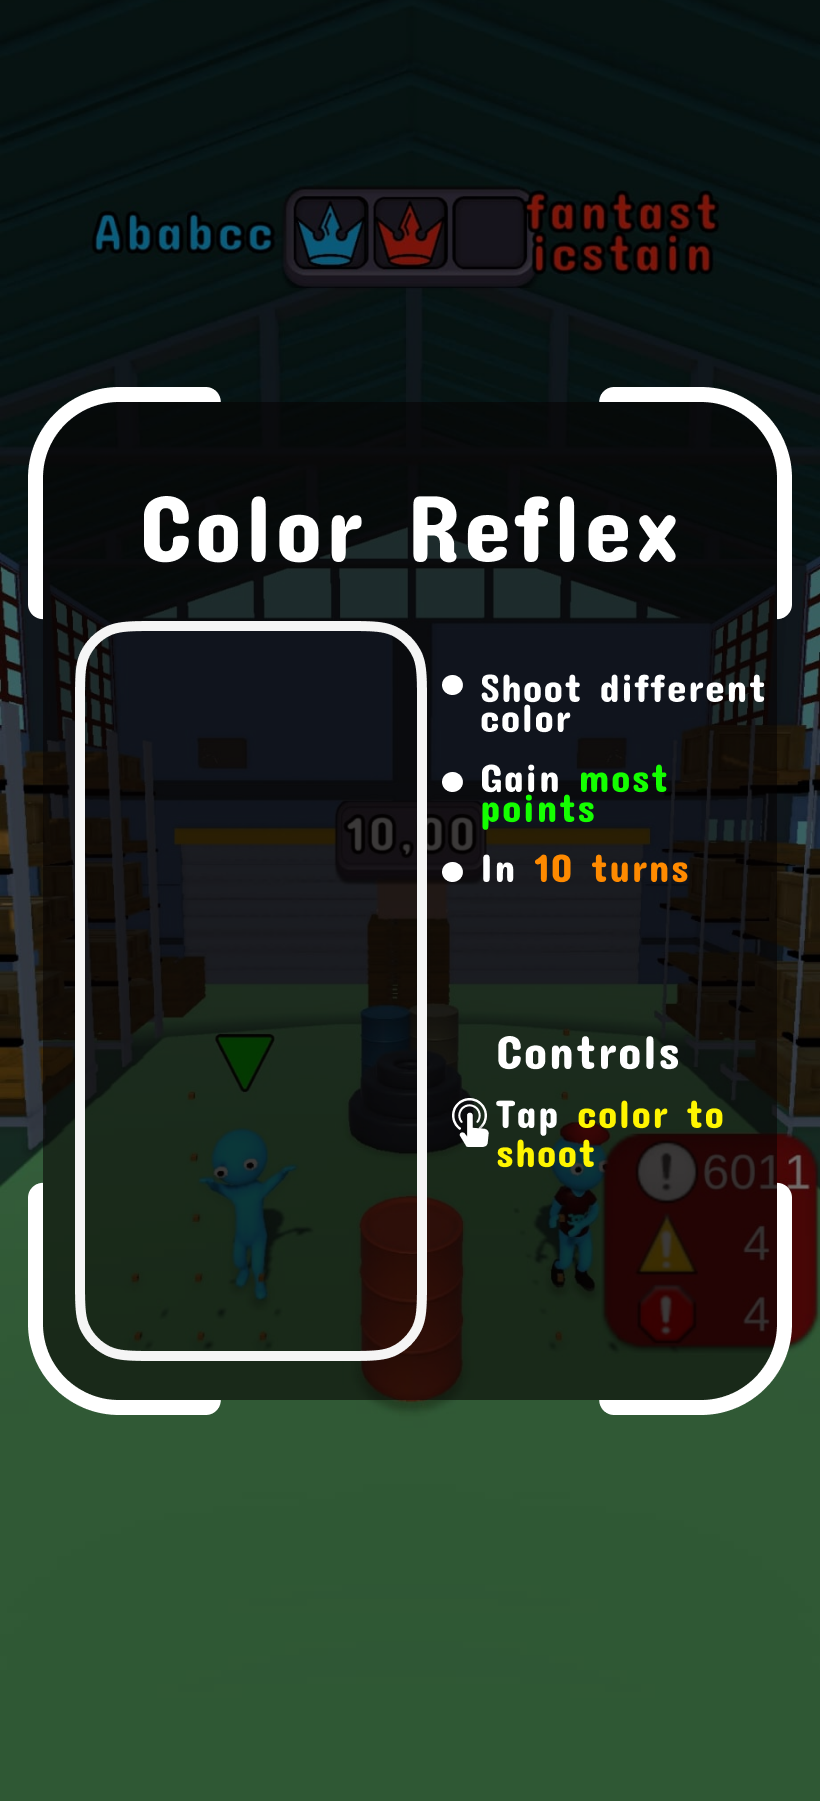 Ababcc
fantast
icstain
Color Reflex
Shoot different
color
Gain most
points
10,00
In 10 turns
Controls
Tap color to
shoot
6011
4
4